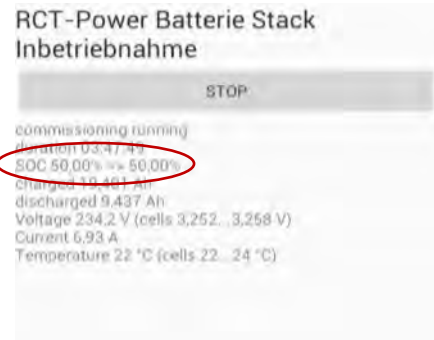 RCT-Power Batterie Stack
Inbetriebnahme
STOP
commissioning running
duration 03:47:49
SOC 50,00% => 50,00%
charged 19,401 Ah
discharged 9,437 Ah
Voltage 234,2 V (cells 3,252...3,258 V)
Current 6,93 A
Temperature 22 °C (cells 22...24 °C)